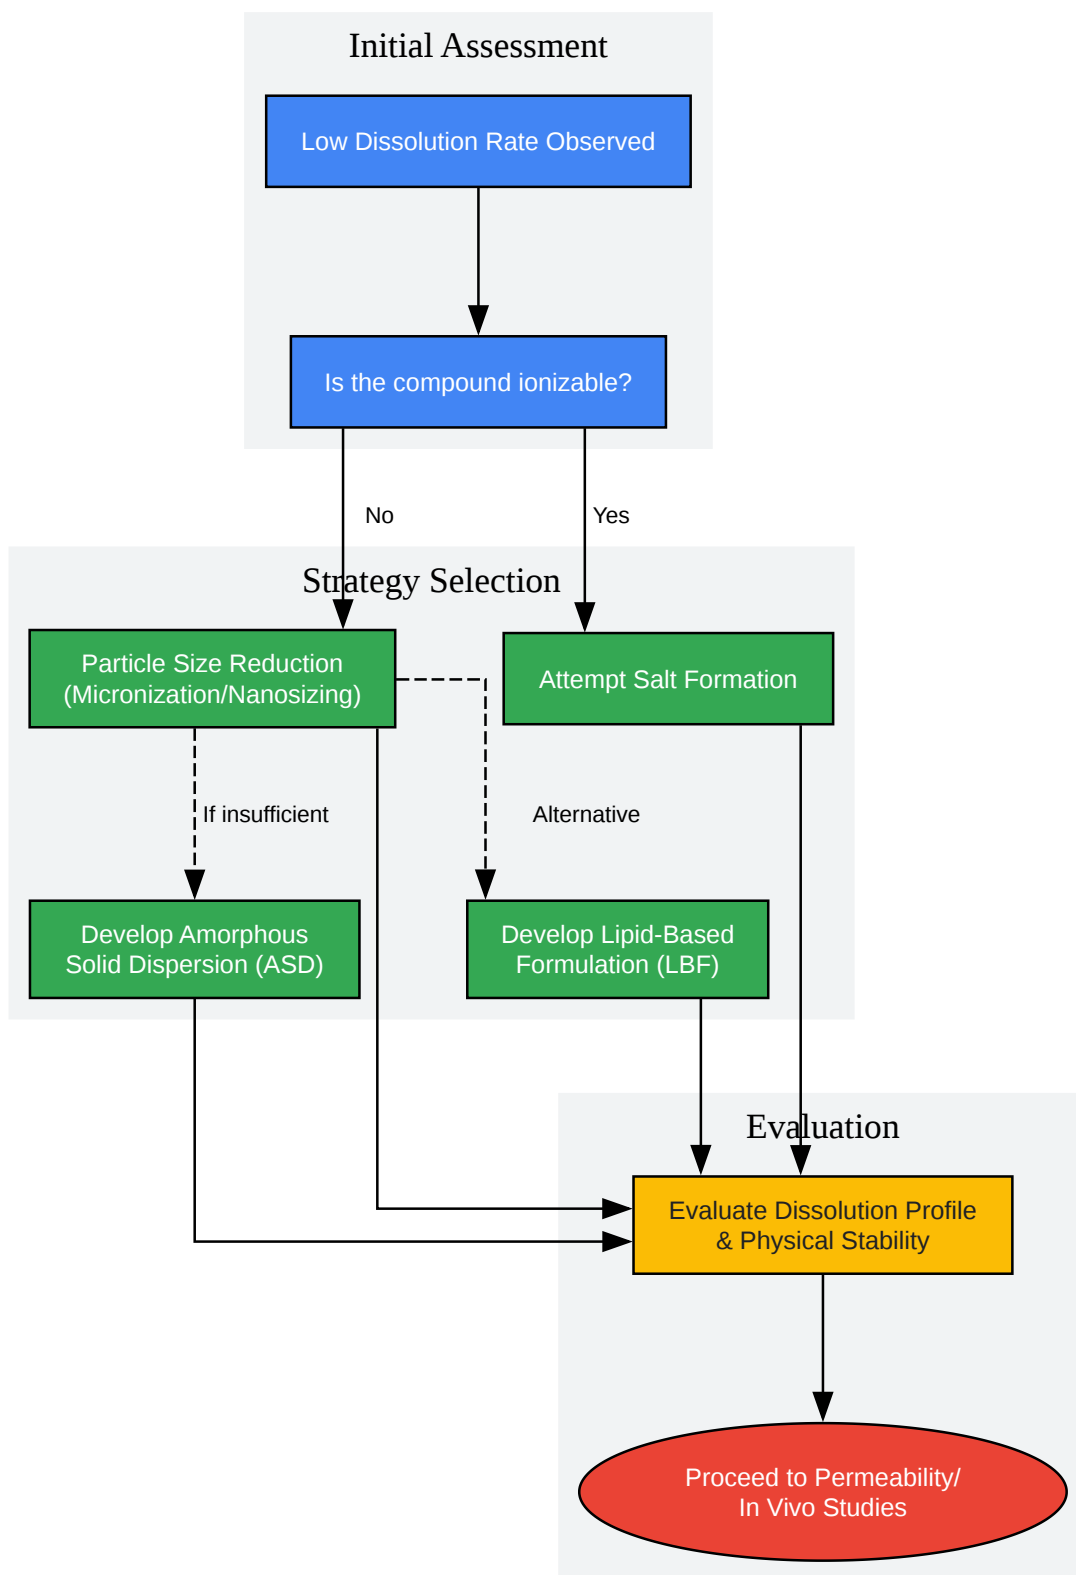 Initial Assessment
Low Dissolution Rate Observed
Is the compound ionizable?
No
Yes
Strategy Selection
Particle Size Reduction
(Micronization/Nanosizing)
Attempt Salt Formation
If insufficient
Alternative
Develop Amorphous
Solid Dispersion (ASD)
Develop Lipid-Based
Formulation (LBF)
Evaluation
Evaluate Dissolution Profile
& Physical Stability
Proceed to Permeability/
In Vivo Studies